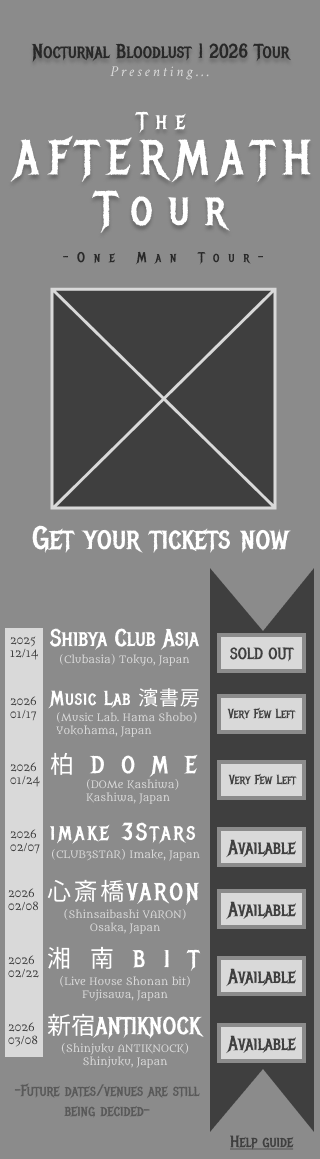 Nocturnal Bloodlust | 2026 Tour
Presenting...
The
AFTERMATH
Tour
-One Man Tour-
Get your tickets now
2025
12/14
Shibya Club Asia
(Clubasia) Tokyo, Japan
SOLD OUT
2026
01/17
Music Lab 濱書房
(Music Lab. Hama Shobo)
Yokohama, Japan
Very Few Left
2026
01/24
柏 DOME
(DOMe Kashiwa)
Kashiwa, Japan
Very Few Left
2026
02/07
imake 3Stars
(CLUB3STAR) Imake, Japan
Available
2026
02/08
心斎橋VARON
(Shinsaibashi VARON)
Osaka, Japan
Available
2026
02/22
湘南BIT
(Live House Shonan bit)
Fujisawa, Japan
Available
2026
03/08
新宿ANTIKNOCK
(Shinjuku ANTIKNOCK)
Shinjuku, Japan
Available
-Future dates/venues are still
being decided-
Help guide